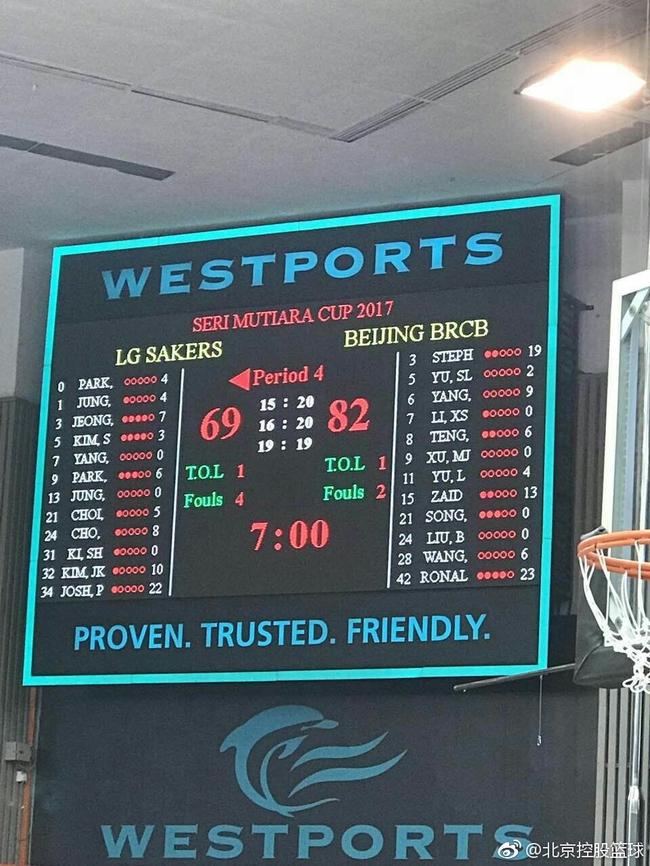 WESTPORTS
SERI MUTIARA CUP 2017
LG SAKERS
BEIJING BRCB
0 PARK, 4
1 JUNG, 4
3 JEONG, 7
5 KIM, S 3
7 YANG, 0
9 PARK, 6
13 JUNG, 0
21 CHOI, 5
24 CHO, 8
31 KI, SH 0
32 KIM, JK 10
34 JOSH, P 22
Period 4
69 82
15 : 20
16 : 20
19 : 19
T.O.L 1 T.O.L 1
Fouls 4 Fouls 2
7:00
3 STEPH 19
5 YU, SL 2
6 YANG, 9
7 LI, XS 0
8 TENG, 6
9 XU, MJ 0
11 YU, L 4
15 ZAID 13
21 SONG, 0
24 LIU, B 0
28 WANG, 6
42 RONAL 23
PROVEN. TRUSTED. FRIENDLY.
WESTPORTS
@北京控股篮球